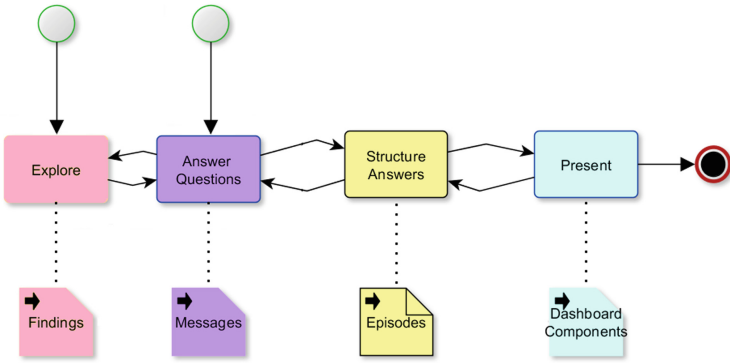 Explore
Answer
Questions
Structure
Answers
Present
Findings
Messages
Episodes
Dashboard
Components